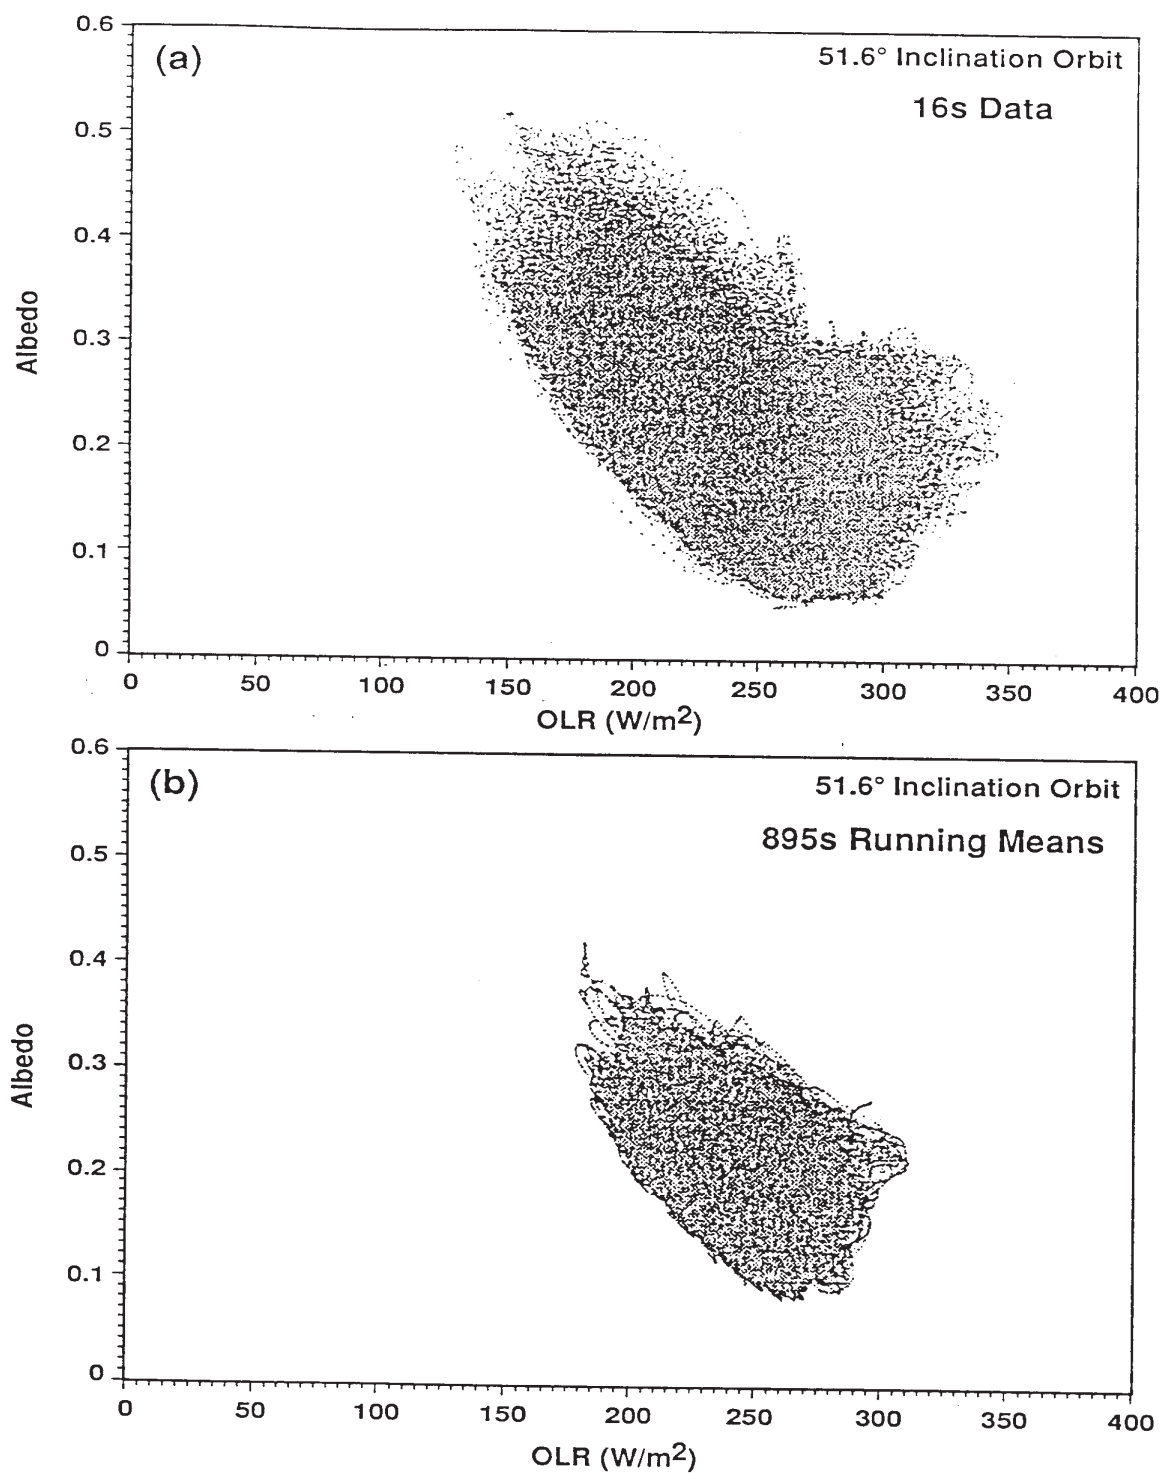 0.6
(a)
51.6° Inclination Orbit
16s Data
0.5
0.4
Albedo
0.3
0.2
0.1
0
0 50 100 150 200 250 300 350 400
OLR (W/m2)
0.6
(b)
51.6° Inclination Orbit
895s Running Means
0.5
0.4
Albedo
0.3
0.2
0.1
0
0 50 100 150 200 250 300 350 400
OLR (W/m2)